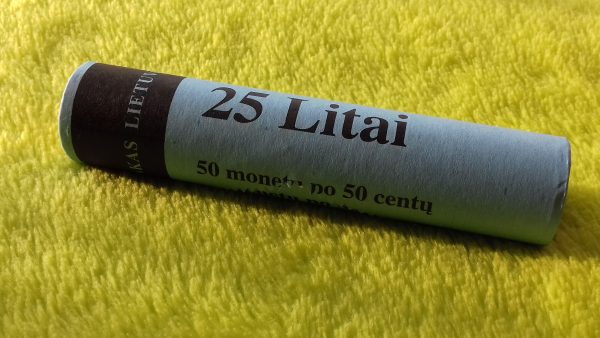 KAS LIETUV
25 Litai
50 monetų po 50 centų